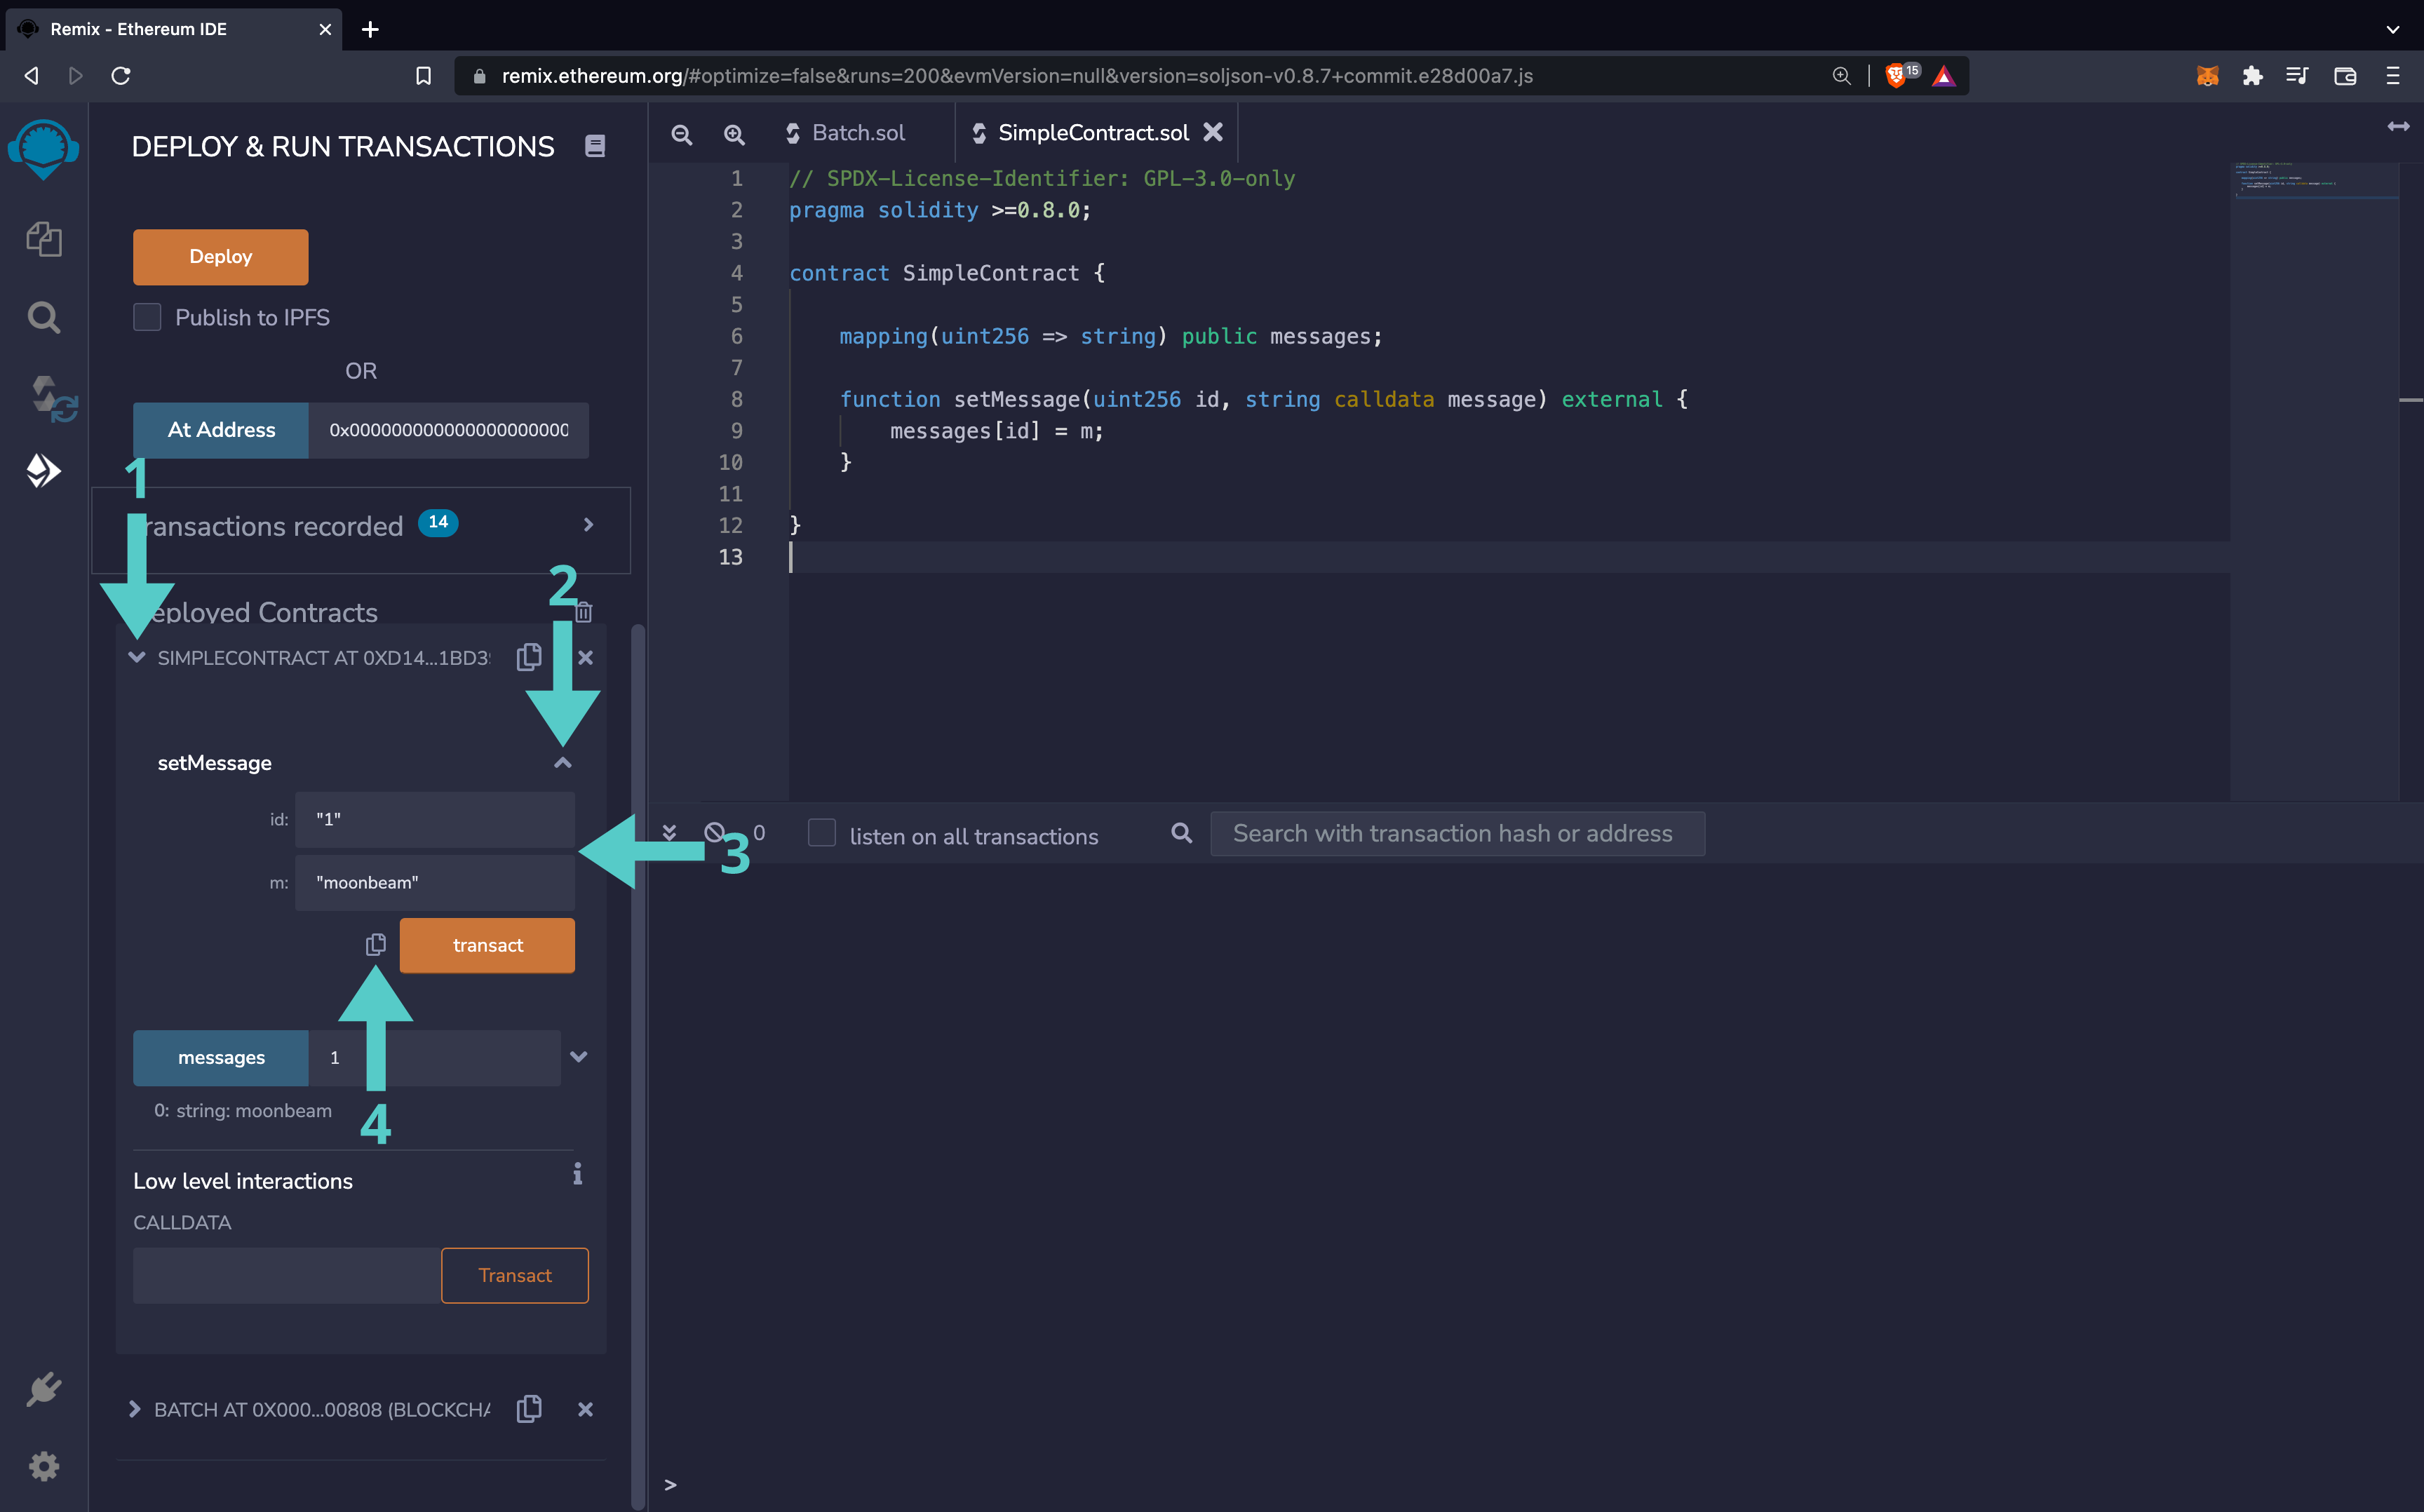 Remix - Ethereum IDE
remix.ethereum.org/#optimize=false&runs=200&evmVersion=null&version=soljson-v0.8.7+commit.e28d00a7.js
15
DEPLOY & RUN TRANSACTIONS
Deploy
Publish to IPFS
OR
At Address
0x0000000000000000000000
1
ransactions recorded
14
2
eployed Contracts
SIMPLECONTRACT AT 0XD14...1BD3
setMessage
id:
"1"
3
m:
"moonbeam"
transact
messages
1
0: string: moonbeam
4
Low level interactions
i
CALLDATA
Transact
BATCH AT 0X000...00808 (BLOCKCHA
Batch.sol
SimpleContract.sol
1 // SPDX-License-Identifier: GPL-3.0-only
2 pragma solidity >=0.8.0;
3
4 contract SimpleContract {
5
6 mapping(uint256 => string) public messages;
7
8 function setMessage(uint256 id, string calldata message) external {
9 messages[id] = m;
10 }
11
12 }
13
0
listen on all transactions
Search with transaction hash or address
>